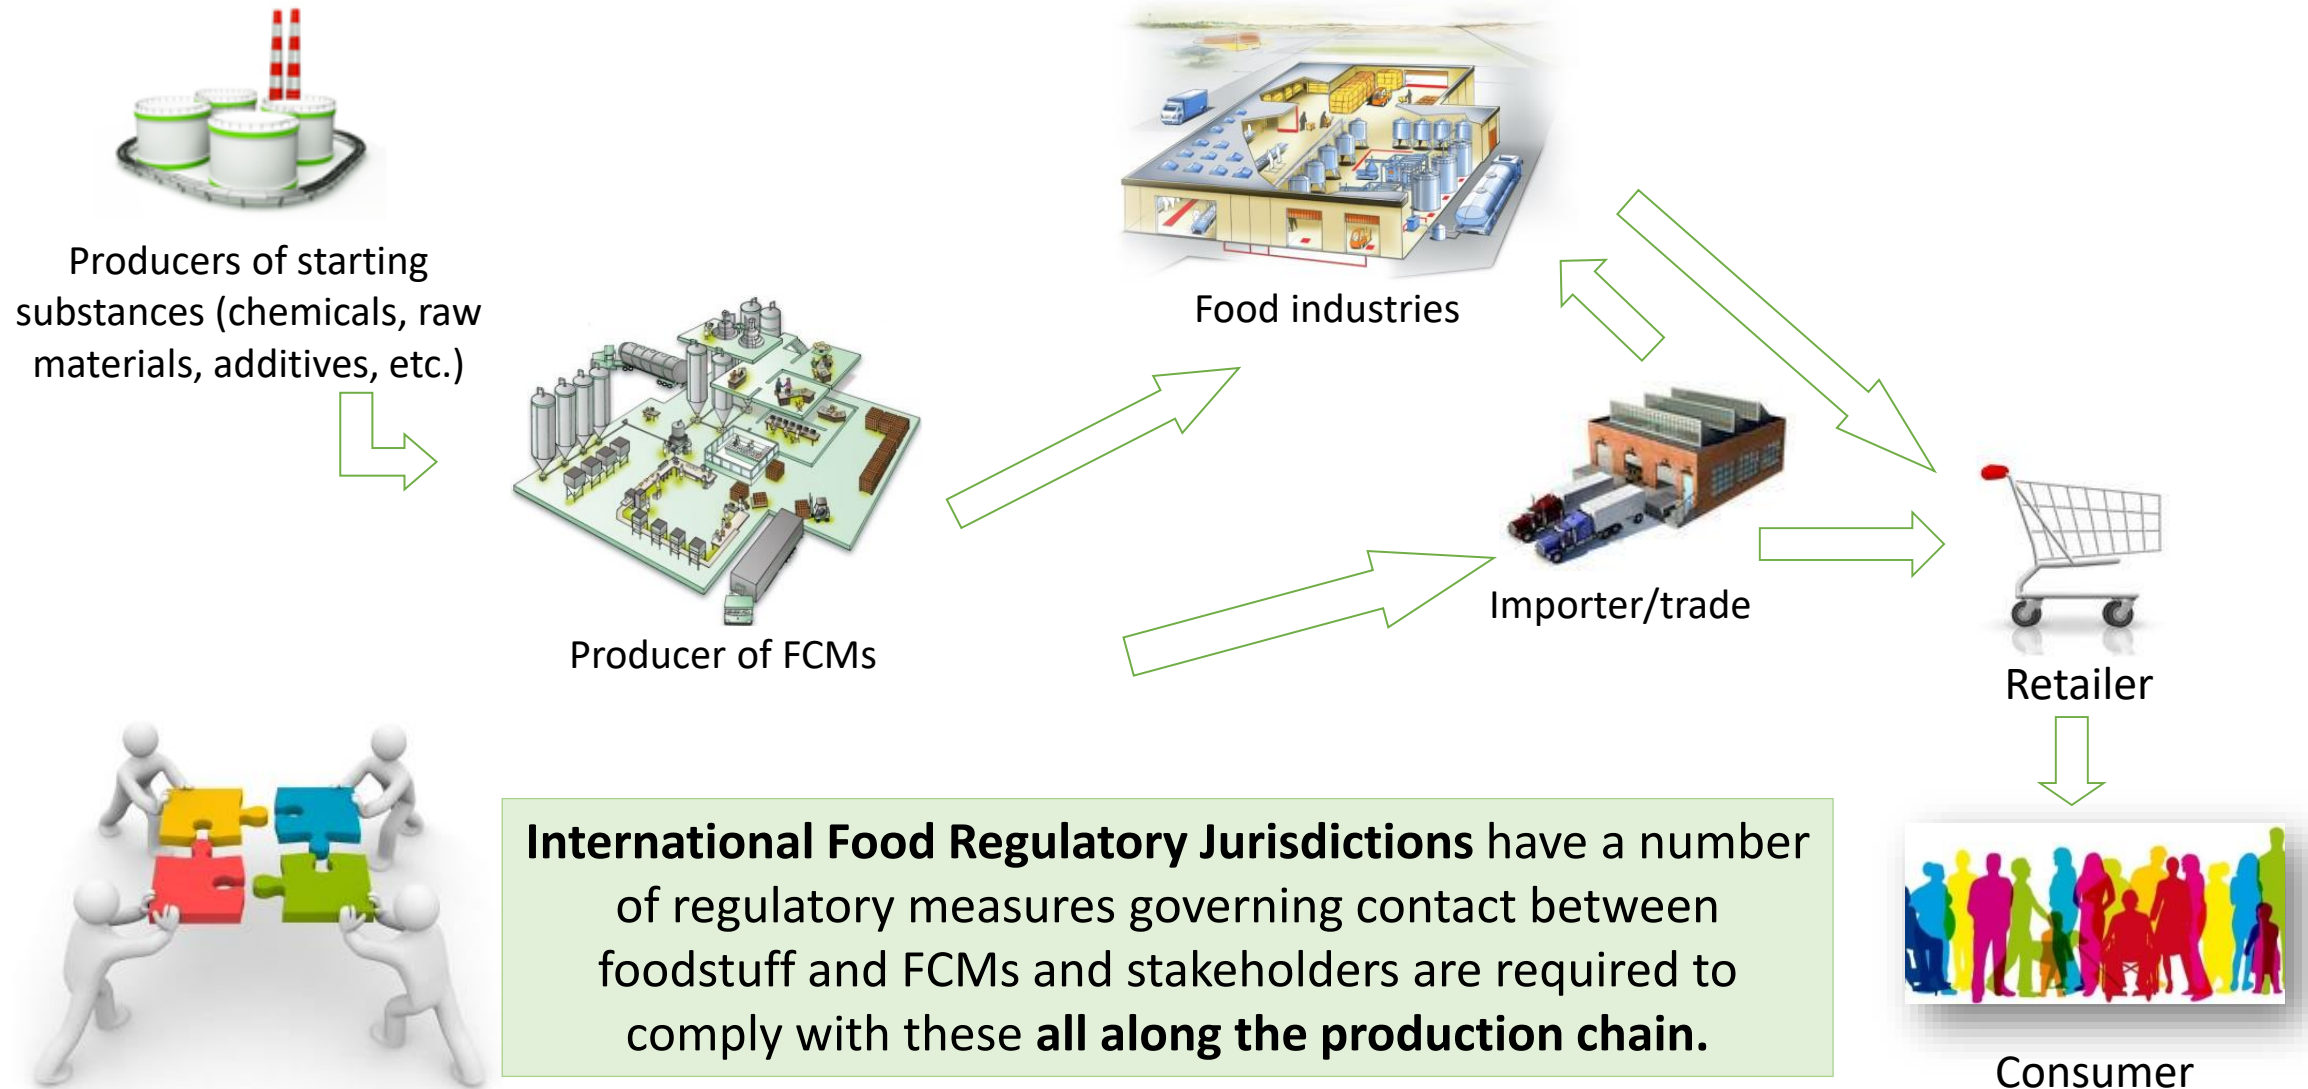 Producers of starting
substances (chemicals, raw
materials, additives, etc.)
Food industries
Producer of FCMs
Importer/trade
Retailer
International Food Regulatory Jurisdictions have a number
of regulatory measures governing contact between
foodstuff and FCMs and stakeholders are required to
comply with these all along the production chain.
Consumer